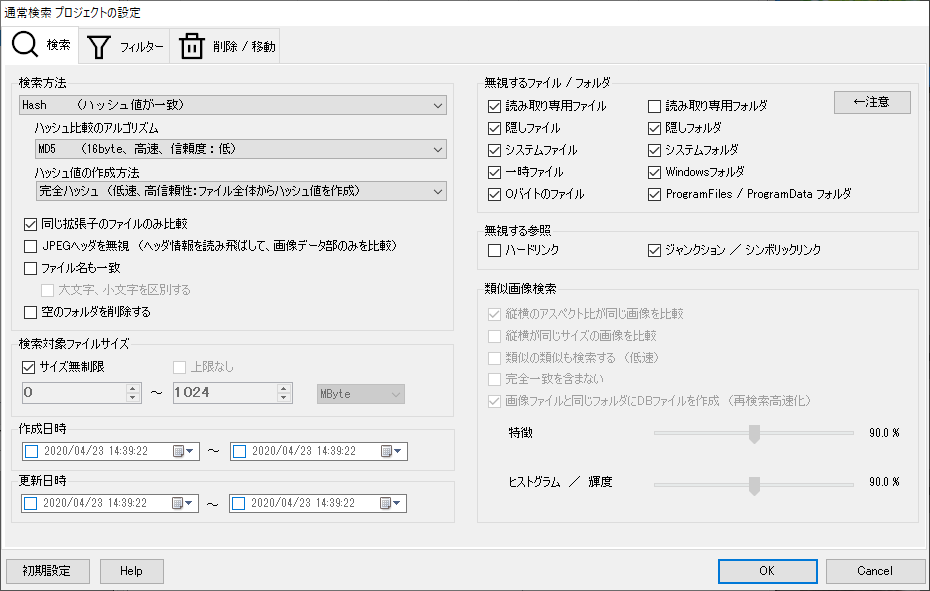 通常検索 プロジェクトの設定
検索 フィルター 削除 / 移動
検索方法
Hash （ハッシュ値が一致）
ハッシュ比較のアルゴリズム
MD5 （16byte、高速、信頼度：低）
ハッシュ値の作成方法
完全ハッシュ（低速、高信頼性：ファイル全体からハッシュ値を作成）
同じ拡張子のファイルのみ比較
JPEGヘッダを無視 （ヘッダ情報を読み飛ばして、画像データ部のみを比較）
ファイル名も一致
大文字、小文字を区別する
空のフォルダを削除する
検索対象ファイルサイズ
サイズ無制限 上限なし
0 ～ 1024 MByte
作成日時
2020/04/23 14:39:22 ～ 2020/04/23 14:39:22
更新日時
2020/04/23 14:39:22 ～ 2020/04/23 14:39:22
無視するファイル / フォルダ
読み取り専用ファイル 読み取り専用フォルダ ←注意
隠しファイル 隠しフォルダ
システムファイル システムフォルダ
一時ファイル Windowsフォルダ
0バイトのファイル ProgramFiles / ProgramData フォルダ
無視する参照
ハードリンク ジャンクション ／ シンボリックリンク
類似画像検索
縦横のアスペクト比が同じ画像を比較
縦横が同じサイズの画像を比較
類似の類似も検索する （低速）
完全一致を含まない
画像ファイルと同じフォルダにDBファイルを作成 （再検索高速化）
特徴 90.0 %
ヒストグラム ／ 輝度 90.0 %
初期設定 Help OK Cancel